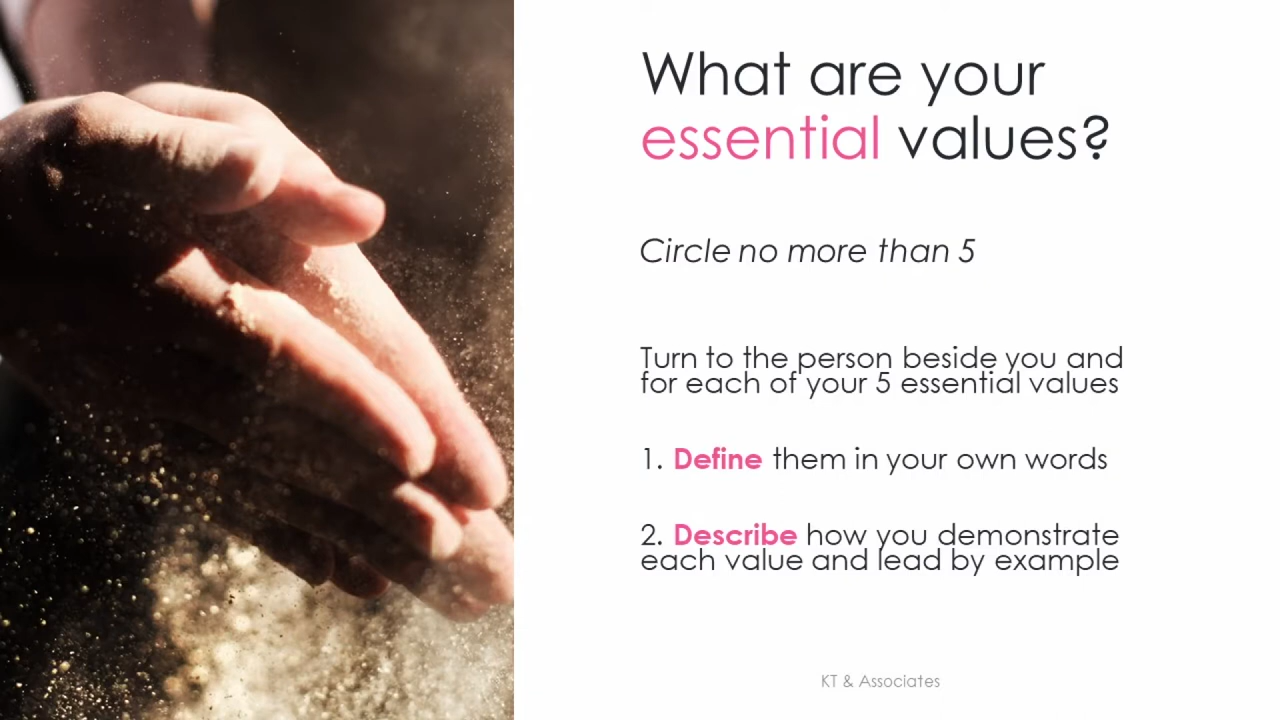 What are your
essential values?
Circle no more than 5
Turn to the person beside you and
for each of your 5 essential values
1. Define them in your own words
2. Describe how you demonstrate
each value and lead by example
KT & Associates